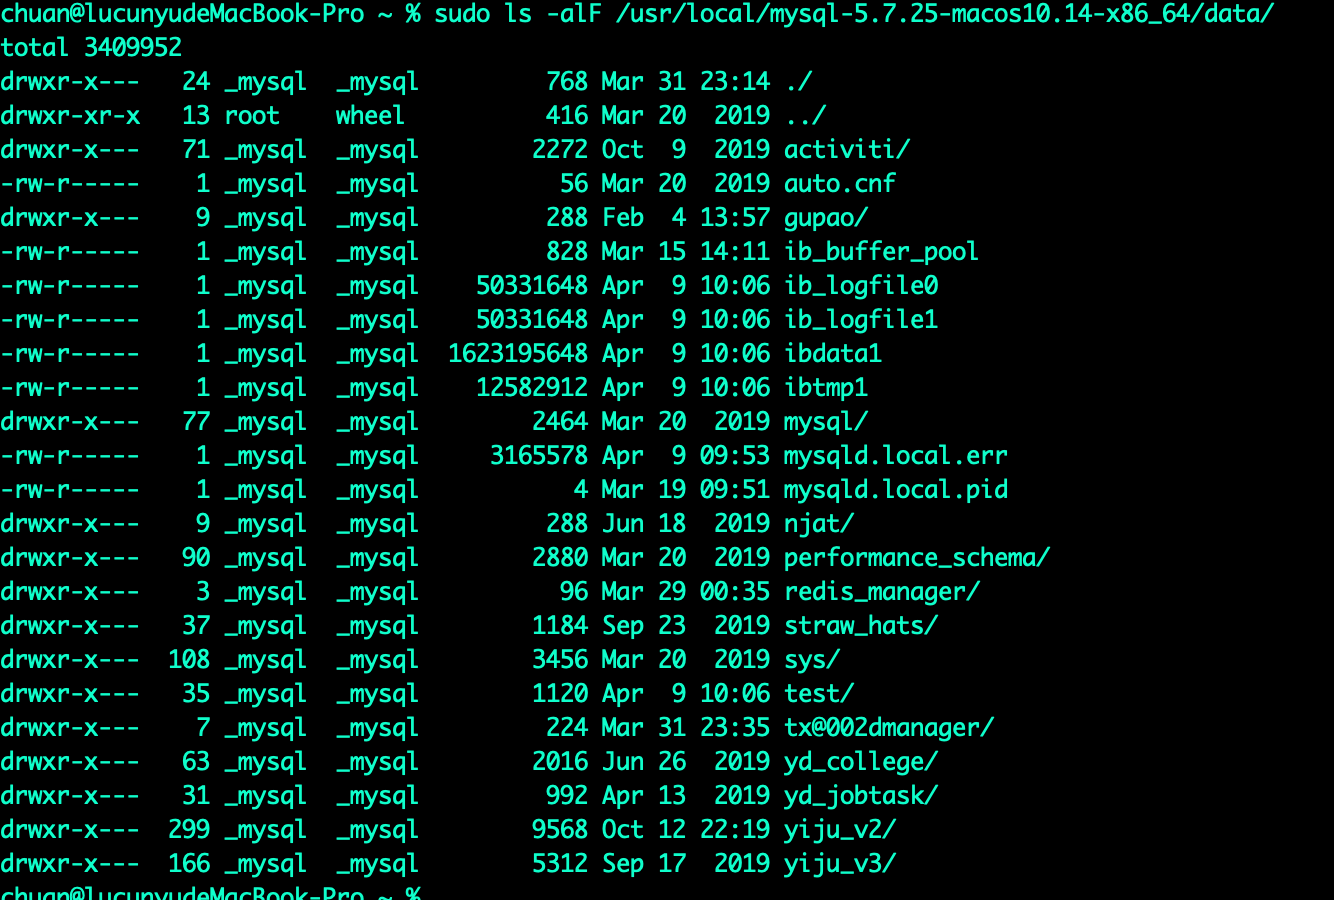 chuan@lucunyudeMacBook-Pro ~ % sudo ls -alF /usr/local/mysql-5.7.25-macos10.14-x86_64/data/
total 3409952
drwxr-x---   24 _mysql  _mysql         768 Mar 31 23:14 ./
drwxr-xr-x   13 root    wheel          416 Mar 20  2019 ../
drwxr-x---   71 _mysql  _mysql        2272 Oct  9  2019 activiti/
-rw-r-----    1 _mysql  _mysql          56 Mar 20  2019 auto.cnf
drwxr-x---    9 _mysql  _mysql         288 Feb  4 13:57 gupao/
-rw-r-----    1 _mysql  _mysql         828 Mar 15 14:11 ib_buffer_pool
-rw-r-----    1 _mysql  _mysql    50331648 Apr  9 10:06 ib_logfile0
-rw-r-----    1 _mysql  _mysql    50331648 Apr  9 10:06 ib_logfile1
-rw-r-----    1 _mysql  _mysql  1623195648 Apr  9 10:06 ibdata1
-rw-r-----    1 _mysql  _mysql    12582912 Apr  9 10:06 ibtmp1
drwxr-x---   77 _mysql  _mysql        2464 Mar 20  2019 mysql/
-rw-r-----    1 _mysql  _mysql     3165578 Apr  9 09:53 mysqld.local.err
-rw-r-----    1 _mysql  _mysql           4 Mar 19 09:51 mysqld.local.pid
drwxr-x---    9 _mysql  _mysql         288 Jun 18  2019 njat/
drwxr-x---   90 _mysql  _mysql        2880 Mar 20  2019 performance_schema/
drwxr-x---    3 _mysql  _mysql          96 Mar 29 00:35 redis_manager/
drwxr-x---   37 _mysql  _mysql        1184 Sep 23  2019 straw_hats/
drwxr-x---  108 _mysql  _mysql        3456 Mar 20  2019 sys/
drwxr-x---   35 _mysql  _mysql        1120 Apr  9 10:06 test/
drwxr-x---    7 _mysql  _mysql         224 Mar 31 23:35 tx@002dmanager/
drwxr-x---   63 _mysql  _mysql        2016 Jun 26  2019 yd_college/
drwxr-x---   31 _mysql  _mysql         992 Apr 13  2019 yd_jobtask/
drwxr-x---  299 _mysql  _mysql        9568 Oct 12 22:19 yiju_v2/
drwxr-x---  166 _mysql  _mysql        5312 Sep 17  2019 yiju_v3/
chuan@lucunyudeMacBook-Pro ~ %